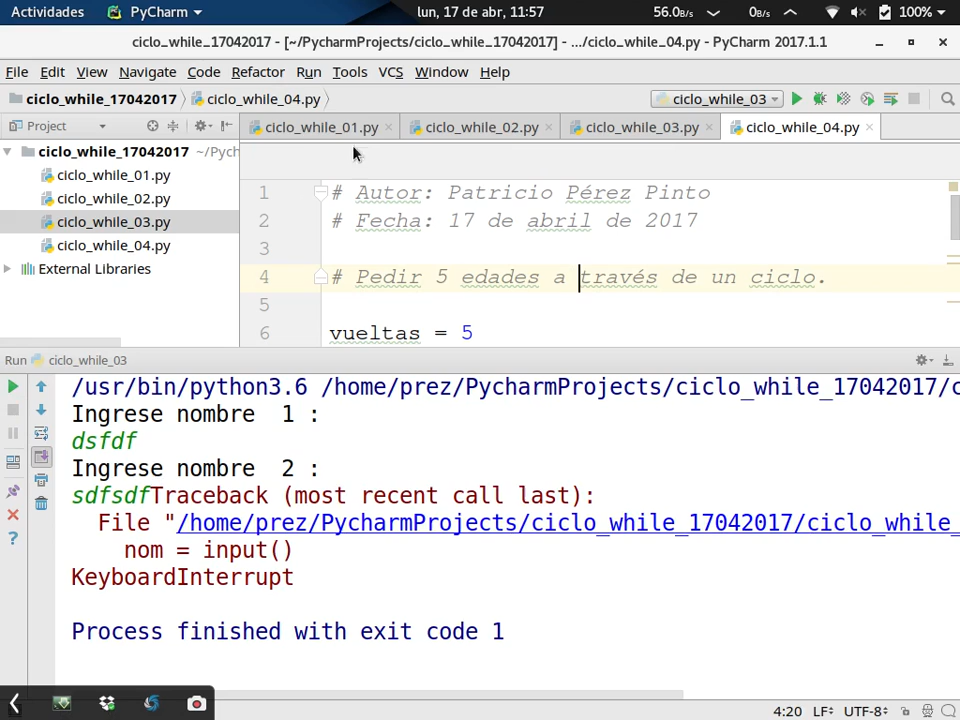 Actividades PyCharm lun, 17 de abr, 11:57 56.0B/s 0B/s 100%
ciclo_while_17042017 - [~/PycharmProjects/ciclo_while_17042017] - .../ciclo_while_04.py - PyCharm 2017.1.1
File Edit View Navigate Code Refactor Run Tools VCS Window Help
ciclo_while_17042017 ciclo_while_04.py ciclo_while_03
Project ciclo_while_01.py ciclo_while_02.py ciclo_while_03.py ciclo_while_04.py
ciclo_while_17042017 ~/Pych
ciclo_while_01.py
ciclo_while_02.py
ciclo_while_03.py
ciclo_while_04.py
External Libraries
1 # Autor: Patricio Pérez Pinto
2 # Fecha: 17 de abril de 2017
3
4 # Pedir 5 edades a través de un ciclo.
5
6 vueltas = 5
Run ciclo_while_03
/usr/bin/python3.6 /home/prez/PycharmProjects/ciclo_while_17042017/c
Ingrese nombre  1 :
dsfdf
Ingrese nombre  2 :
sdfsdfTraceback (most recent call last):
  File "/home/prez/PycharmProjects/ciclo_while_17042017/ciclo_while_
    nom = input()
KeyboardInterrupt
Process finished with exit code 1
4:20 LF UTF-8